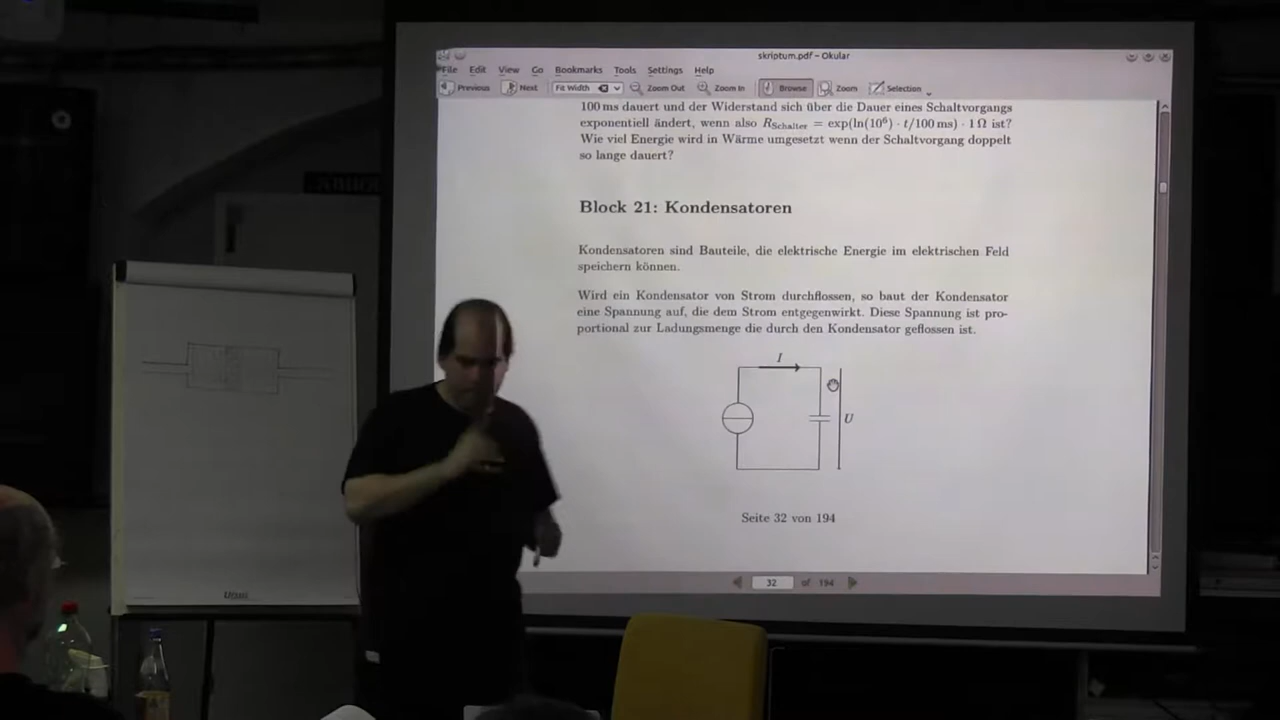 skriptum.pdf – Okular
File Edit View Go Bookmarks Tools Settings Help
Previous Next Fit Width Zoom Out Zoom In Browse Zoom Selection
100 ms dauert und der Widerstand sich über die Dauer eines Schaltvorgangs
exponentiell ändert, wenn also R_Schalter = exp(ln(10⁶) · t/100 ms) · 1 Ω ist?
Wie viel Energie wird in Wärme umgesetzt wenn der Schaltvorgang doppelt
so lange dauert?
Block 21: Kondensatoren
Kondensatoren sind Bauteile, die elektrische Energie im elektrischen Feld
speichern können.
Wird ein Kondensator von Strom durchflossen, so baut der Kondensator
eine Spannung auf, die dem Strom entgegenwirkt. Diese Spannung ist pro-
portional zur Ladungsmenge die durch den Kondensator geflossen ist.
I
U
Seite 32 von 194
32 of 194